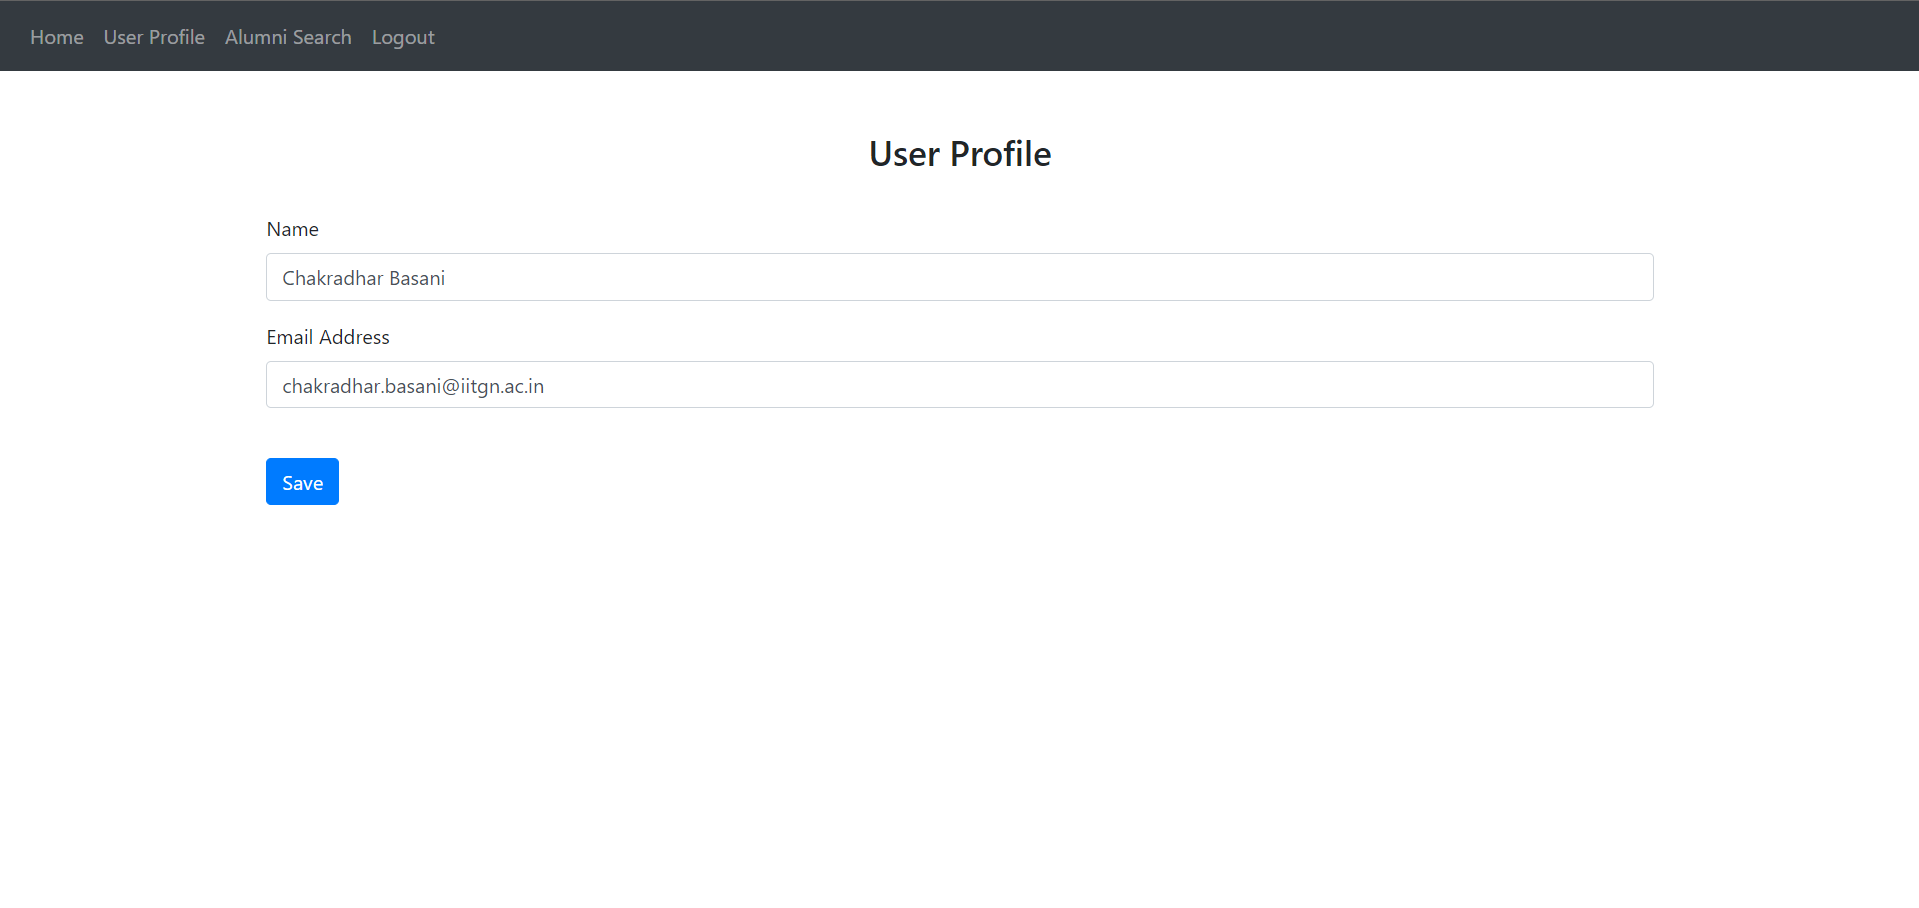 Home User Profile Alumni Search Logout
User Profile
Name
Chakradhar Basani
Email Address
chakradhar.basani@iitgn.ac.in
Save